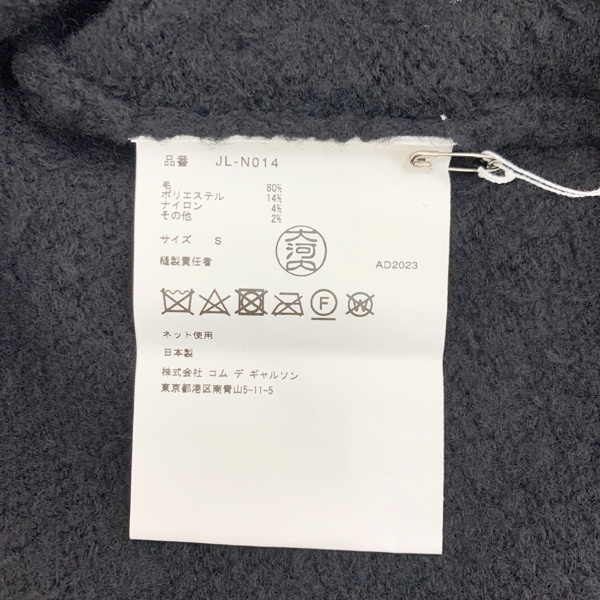 品番 JL-N014
毛 80%
ポリエステル 14%
ナイロン 4%
その他 2%
サイズ S
大河内
縫製責任者 AD2023
F W
ネット使用
日本製
株式会社 コム デ ギャルソン
東京都港区南青山5-11-5